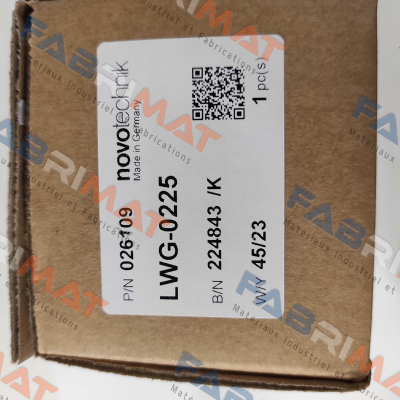 novotechnik
Made in Germany
P/N 026109
LWG-0225
B/N 224843 /K
W/Y 45/23
1 pc(s)
FABRIMAT
Matériaux Industriel et Fabrications